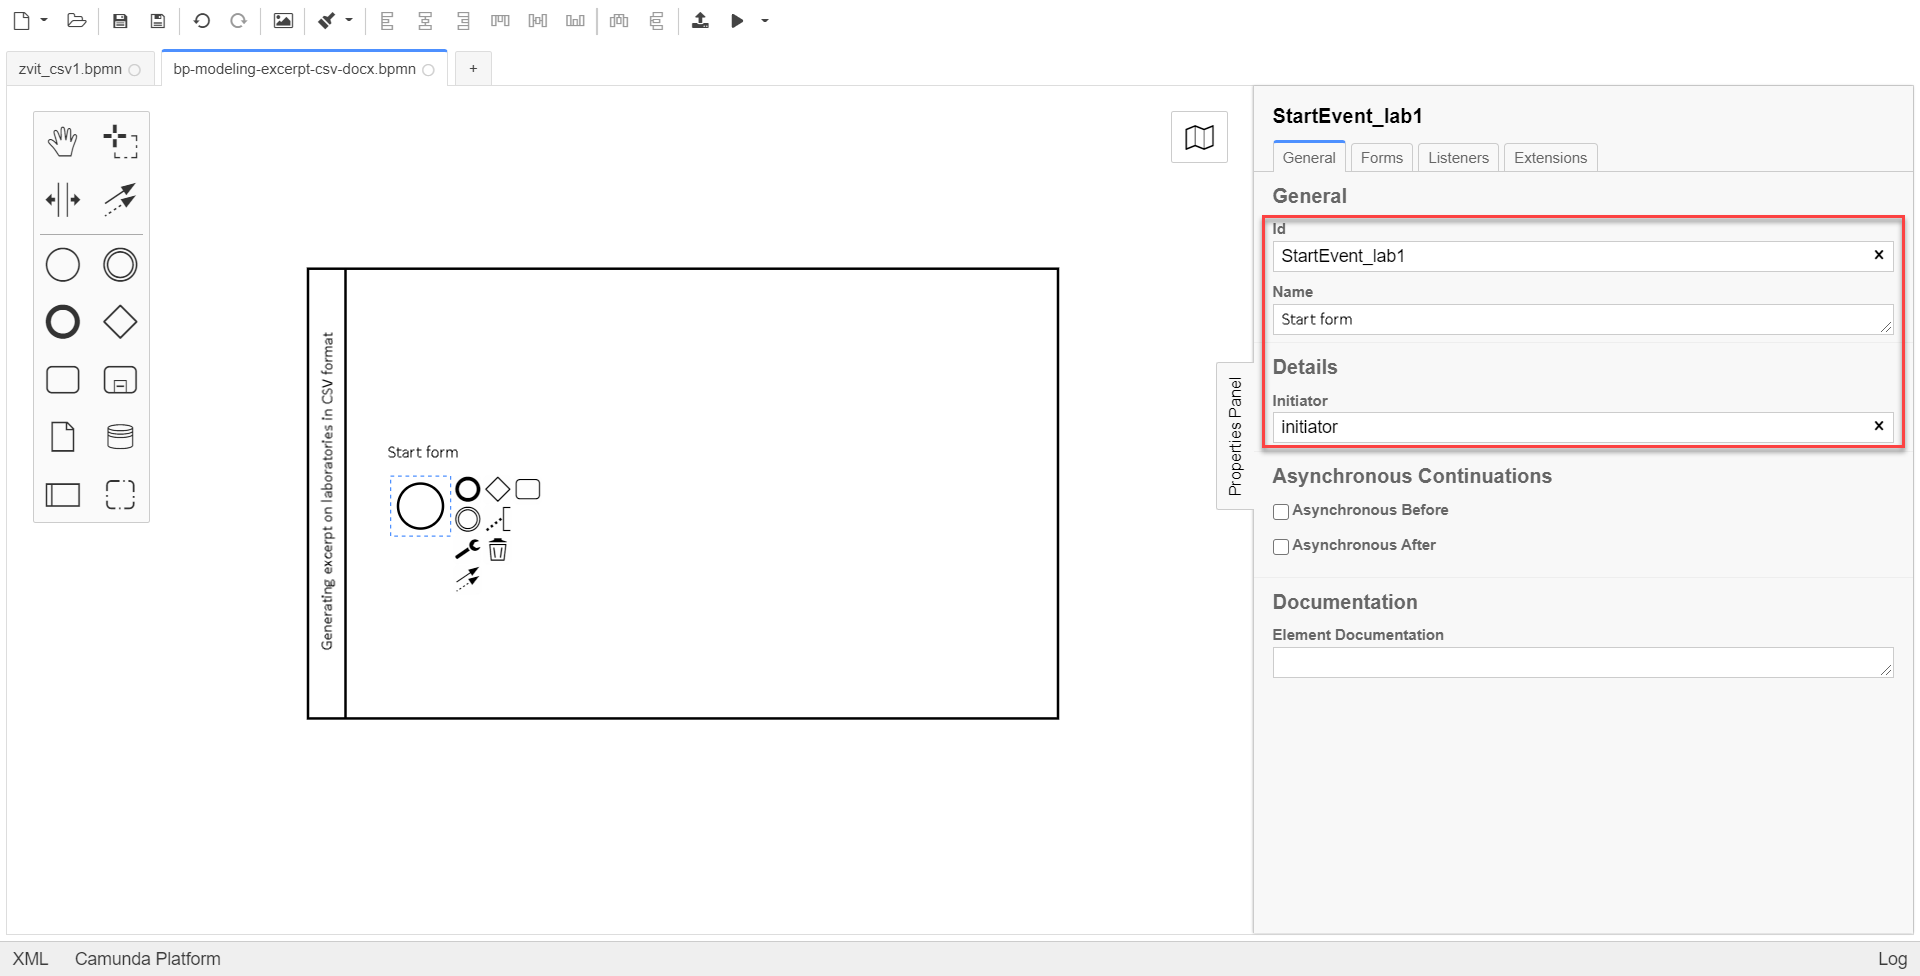 zvit_csv1.bpmn
bp-modeling-excerpt-csv-docx.bpmn
+
Generating excerpt on laboratories in CSV format
Start form
Properties Panel
StartEvent_lab1
General
Forms
Listeners
Extensions
General
Id
StartEvent_lab1
Name
Start form
Details
Initiator
initiator
Asynchronous Continuations
Asynchronous Before
Asynchronous After
Documentation
Element Documentation
XML
Camunda Platform
Log